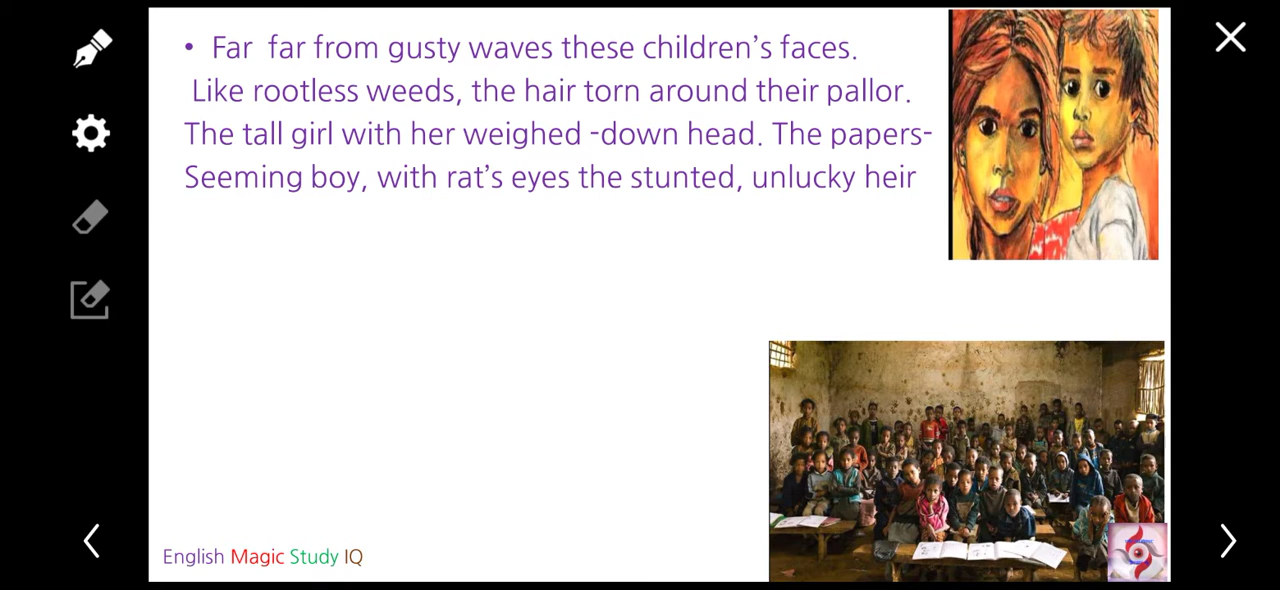 • Far far from gusty waves these children's faces.
Like rootless weeds, the hair torn around their pallor.
The tall girl with her weighed -down head. The papers-
Seeming boy, with rat's eyes the stunted, unlucky heir
English Magic Study IQ